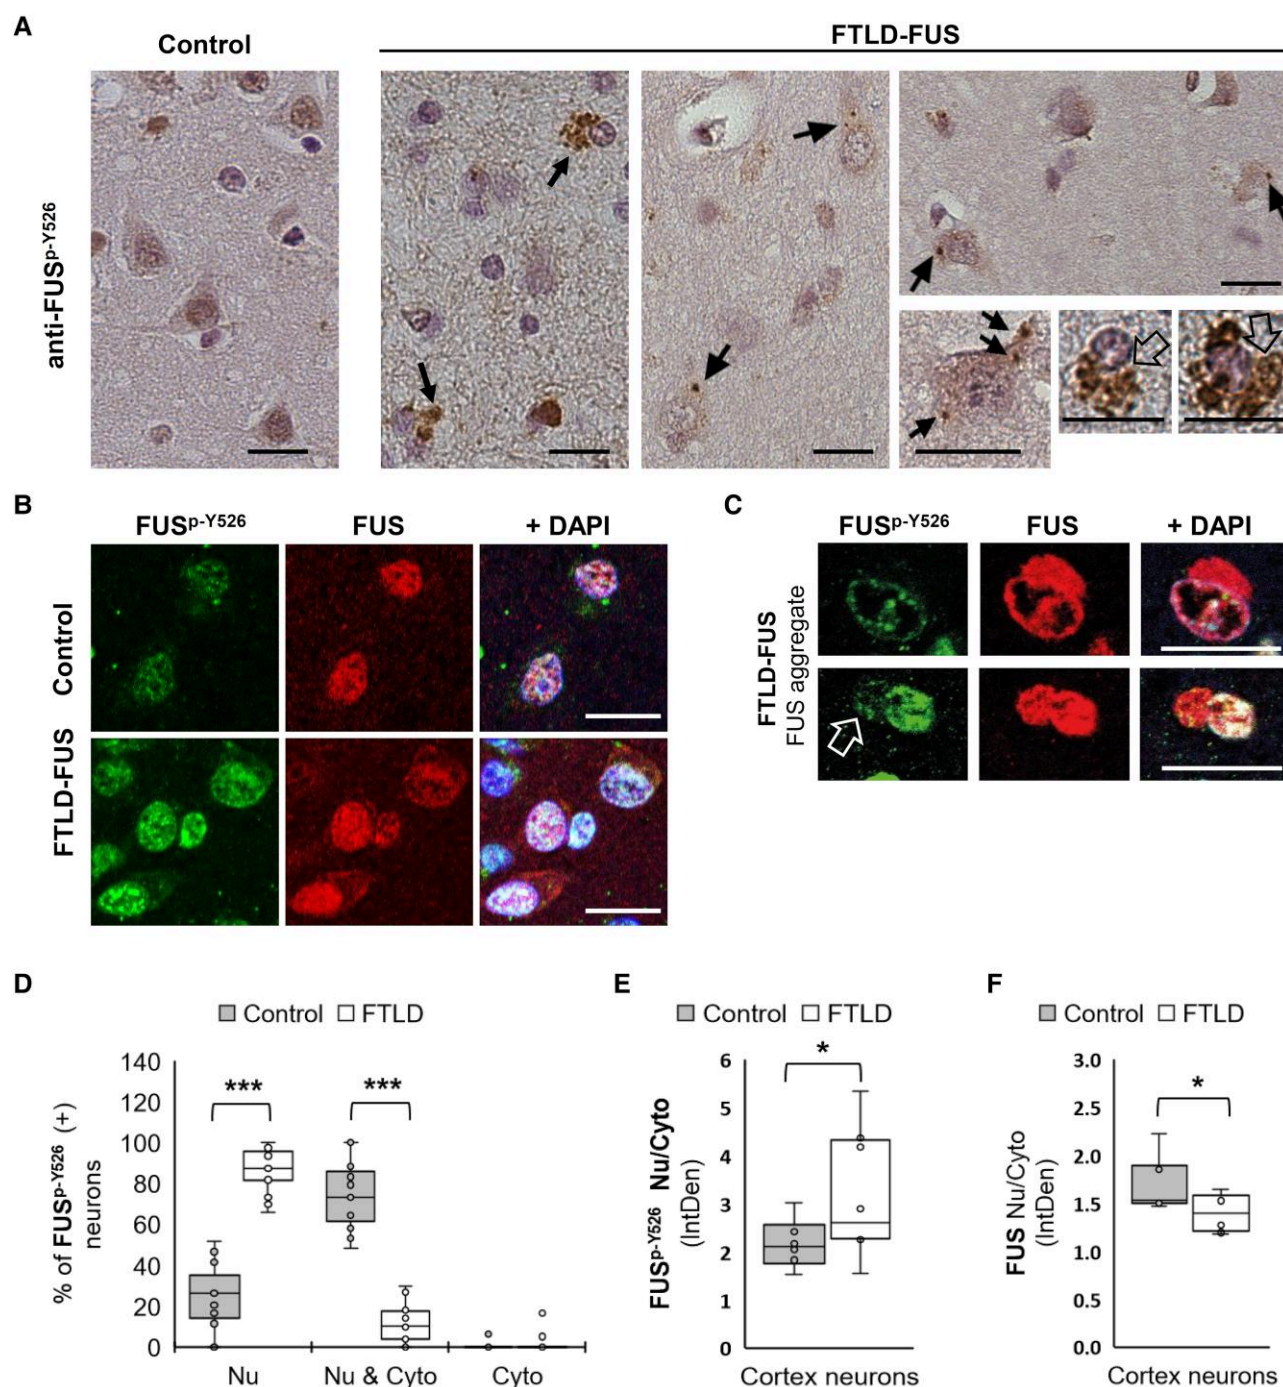 A
Control
FTLD-FUS
anti-FUSp-Y526
B
FUSp-Y526
FUS
+ DAPI
Control
FTLD-FUS
C
FUSp-Y526
FUS
+ DAPI
FTLD-FUS
FUS aggregate
D
Control FTLD
% of FUSp-Y526 (+)
neurons
140
120
100
80
60
40
20
0
***
***
Nu
Nu & Cyto
Cyto
E
Control FTLD
FUSp-Y526 Nu/Cyto
(IntDen)
6
5
4
3
2
1
0
*
Cortex neurons
F
Control FTLD
FUS Nu/Cyto
(IntDen)
3.0
2.5
2.0
1.5
1.0
0.5
0.0
*
Cortex neurons